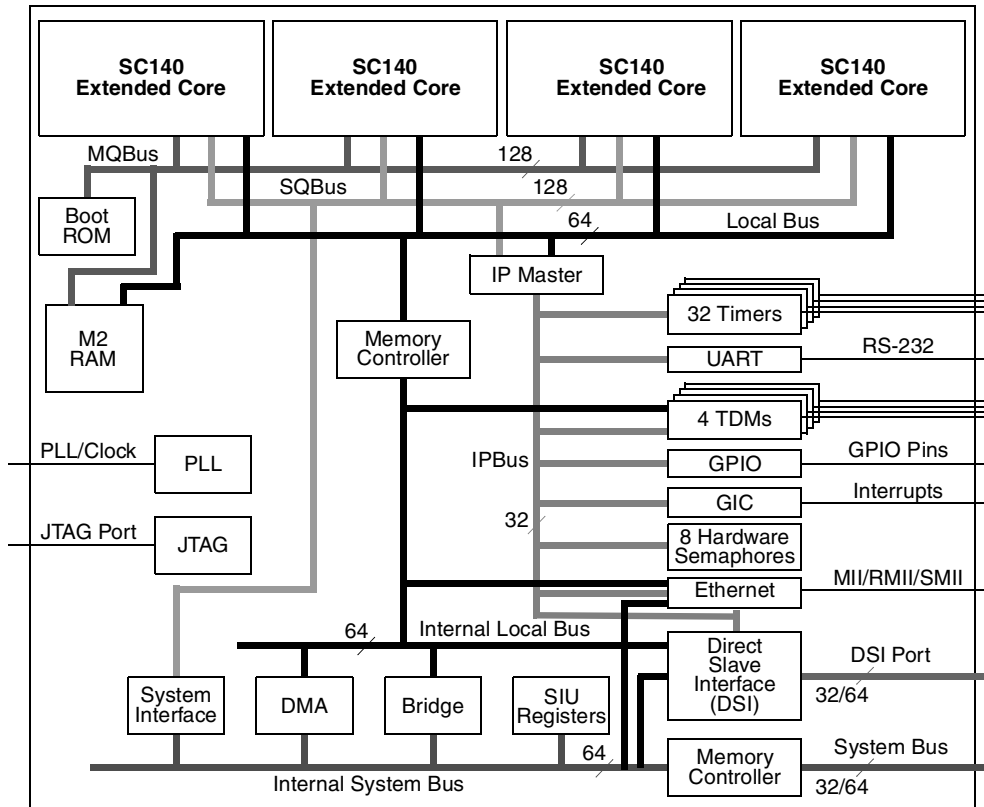 SC140
Extended Core
SC140
Extended Core
SC140
Extended Core
SC140
Extended Core
MQBus
128
SQBus
128
Boot
ROM
64
Local Bus
IP Master
M2
RAM
Memory
Controller
32 Timers
UART
RS-232
4 TDMs
PLL/Clock
PLL
IPBus
GPIO
GPIO Pins
GIC
Interrupts
32
JTAG Port
JTAG
8 Hardware
Semaphores
Ethernet
MII/RMII/SMII
64
Internal Local Bus
Direct
Slave
Interface
(DSI)
DSI Port
32/64
System
Interface
DMA
Bridge
SIU
Registers
64
Internal System Bus
Memory
Controller
System Bus
32/64